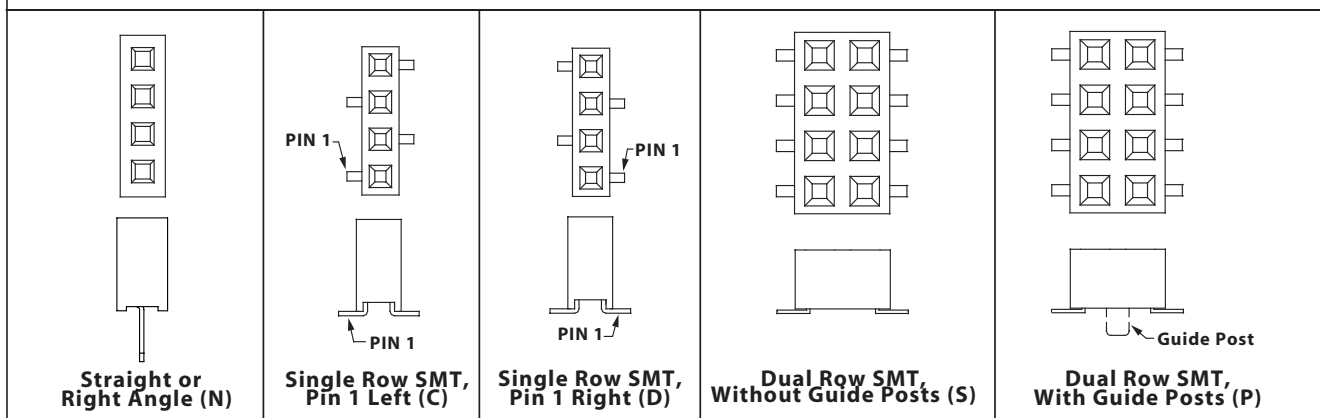 PIN 1
PIN 1
PIN 1
PIN 1
Guide Post
Straight or
Right Angle (N)
Single Row SMT,
Pin 1 Left (C)
Single Row SMT,
Pin 1 Right (D)
Dual Row SMT,
Without Guide Posts (S)
Dual Row SMT,
With Guide Posts (P)